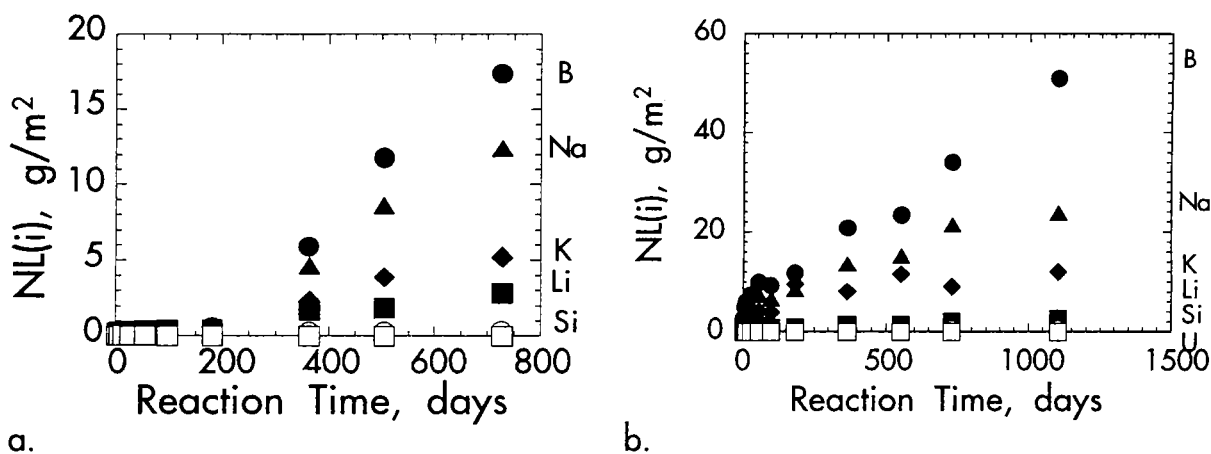 20
15
10
5
0
NL(i), g/m²
B
Na
K
Li
Si
0 200 400 600 800
Reaction Time, days
a.
60
40
20
0
NL(i), g/m²
B
Na
K
Li
Si
U
0 500 1000 1500
Reaction Time, days
b.